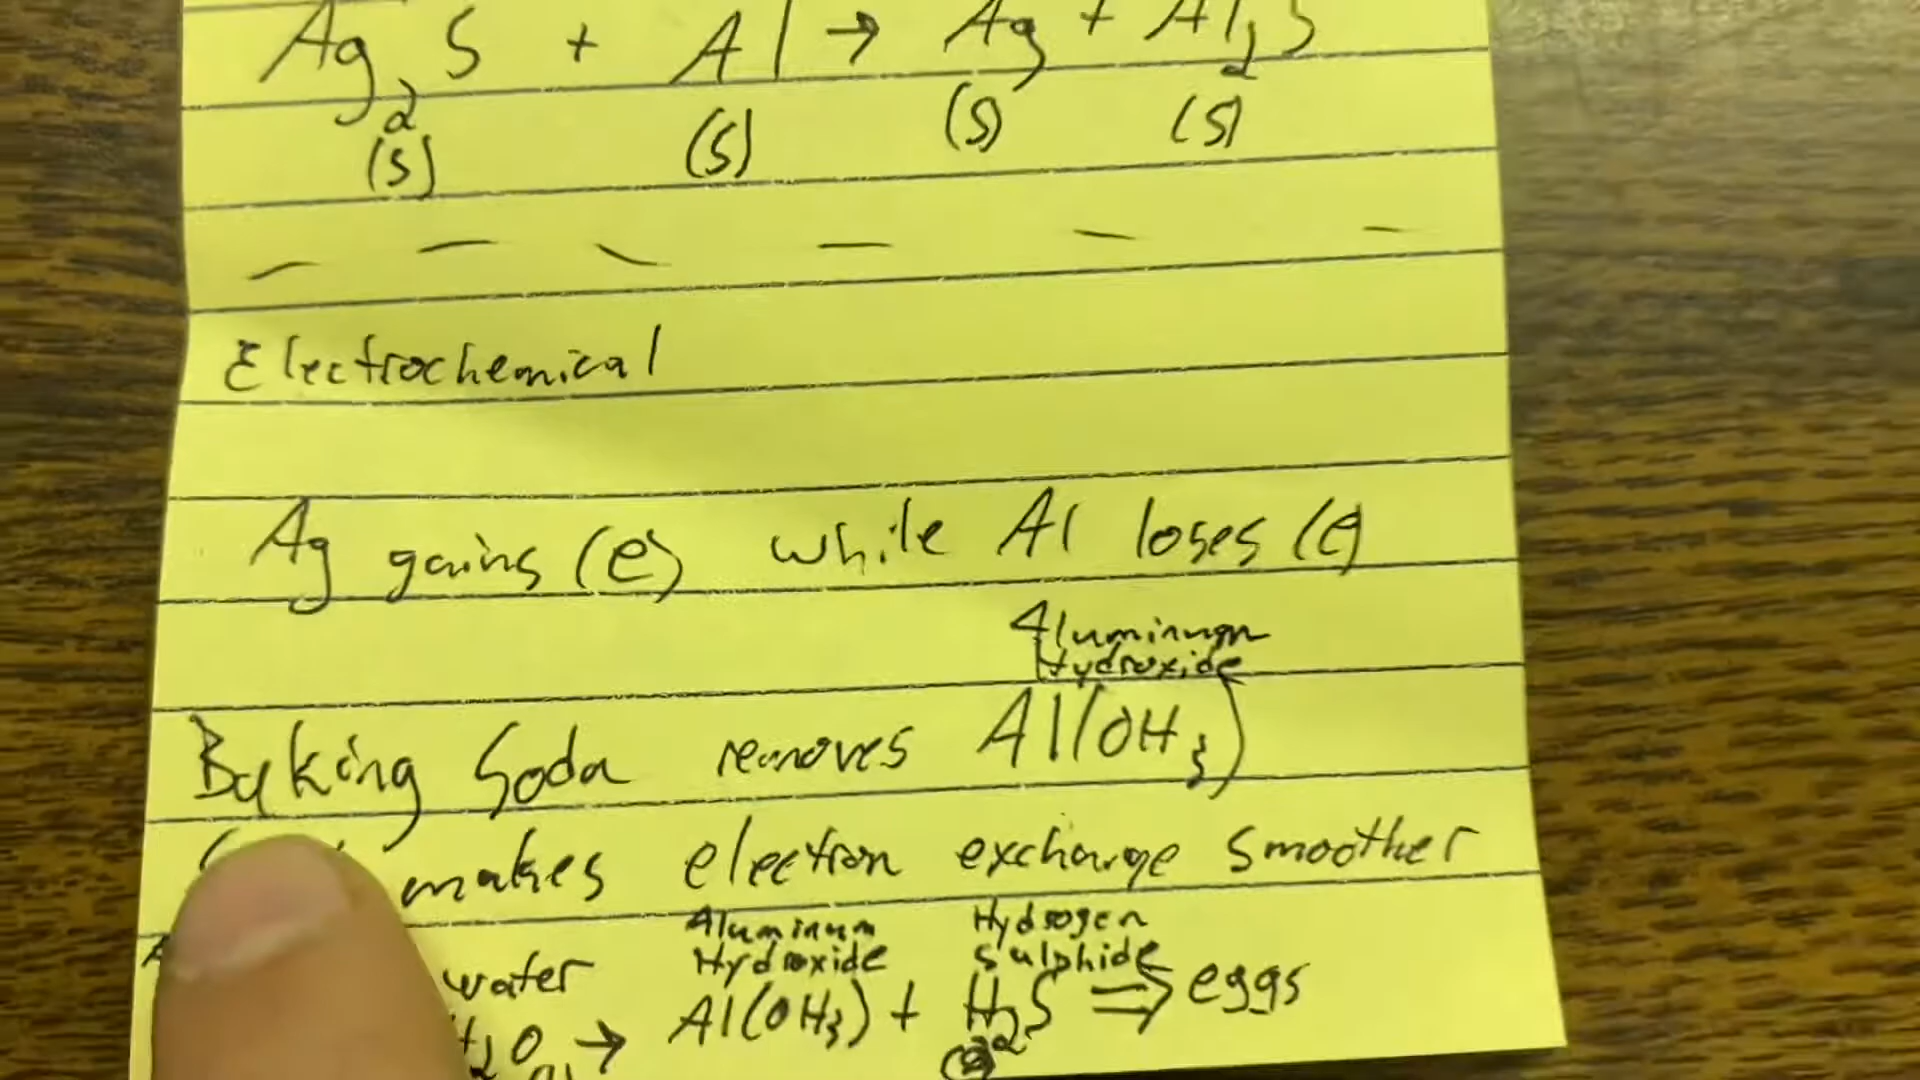 Ag2S + Al → Ag + Al2S
(s) (s) (s) (s)
Electrochemical
Ag gains (e) while Al loses (e)
Aluminum
Hydroxide
Baking Soda removes Al(OH3)
makes electron exchange smoother
Aluminum Hydrogen
water Hydroxide Sulphide
H2O → Al(OH3) + H2S ⇒ eggs